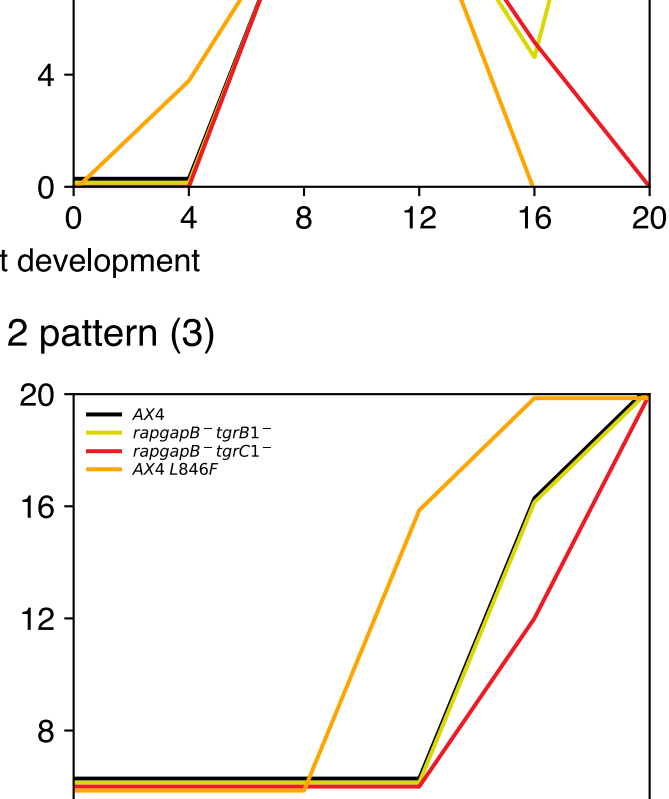 4
0
0 4 8 12 16 20
t development
2 pattern (3)
20
AX4
rapgapB⁻tgrB1⁻
rapgapB⁻tgrC1⁻
AX4 L846F
16
12
8